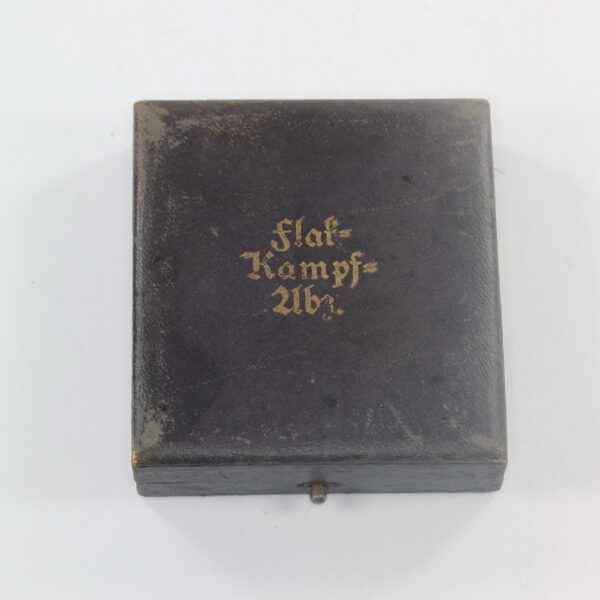 Flak-
Kampf-
Abz.